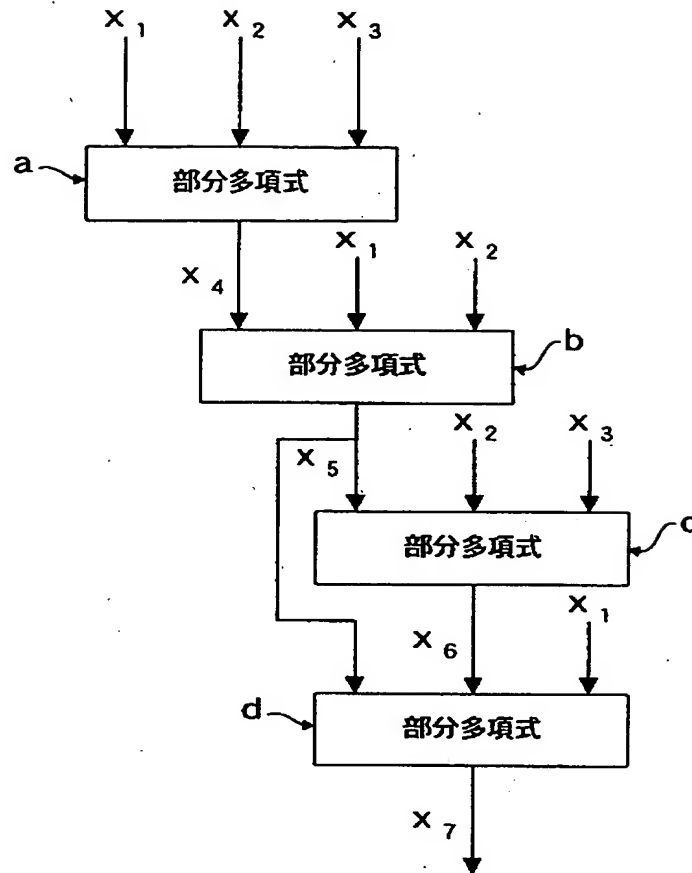 x₁ x₂ x₃
a 部分多項式
x₄ x₁ x₂
部分多項式 b
x₅ x₂ x₃
部分多項式 c
x₆ x₁
d 部分多項式
x₇